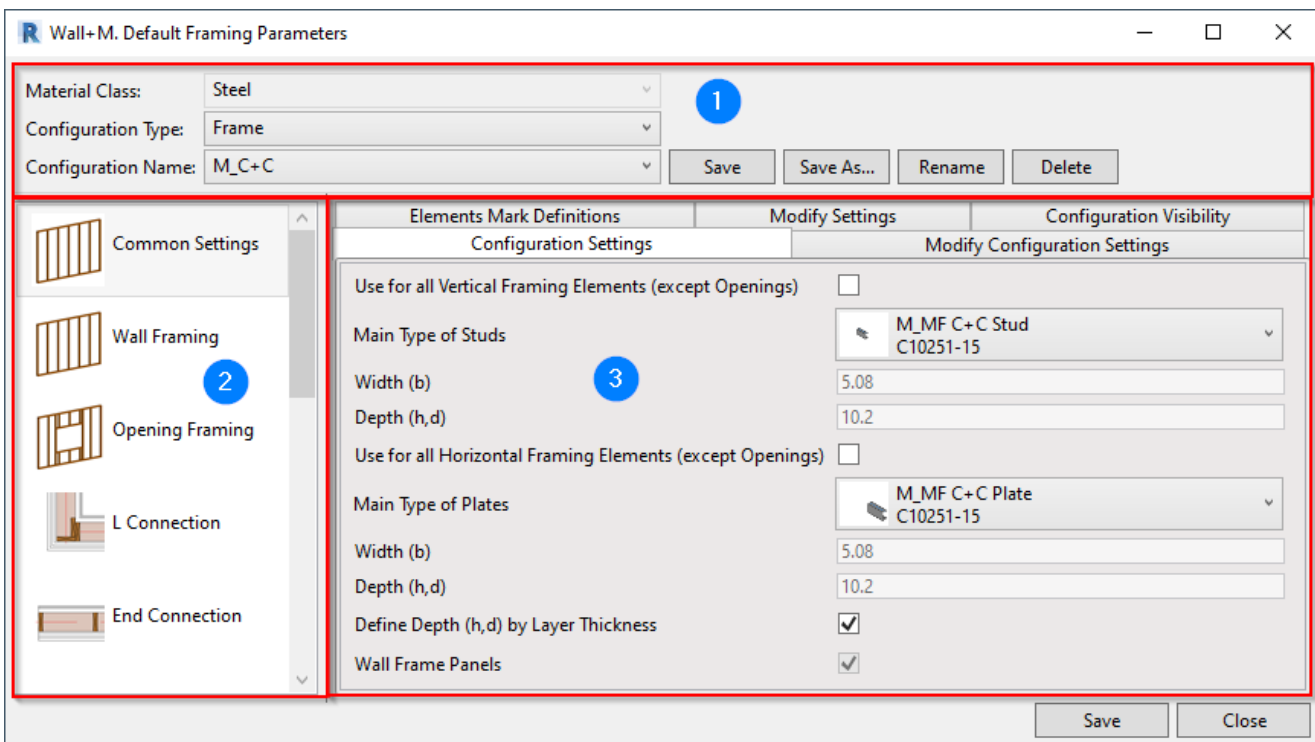 Wall+M. Default Framing Parameters
Material Class: Steel
1
Configuration Type: Frame
Configuration Name: M_C+C Save Save As... Rename Delete
Common Settings
Wall Framing
2
Opening Framing
L Connection
End Connection
Elements Mark Definitions Modify Settings Configuration Visibility
Configuration Settings Modify Configuration Settings
Use for all Vertical Framing Elements (except Openings)
Main Type of Studs M_MF C+C Stud
C10251-15
3
Width (b) 5.08
Depth (h,d) 10.2
Use for all Horizontal Framing Elements (except Openings)
Main Type of Plates M_MF C+C Plate
C10251-15
Width (b) 5.08
Depth (h,d) 10.2
Define Depth (h,d) by Layer Thickness
Wall Frame Panels
Save Close